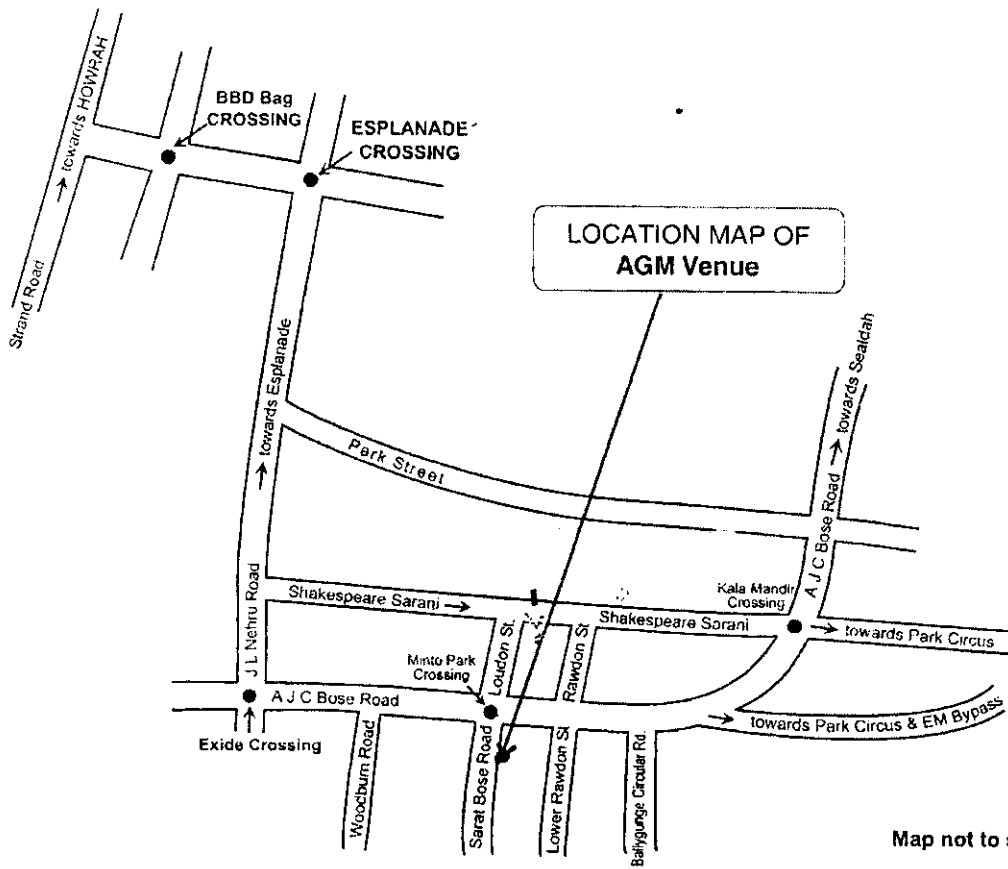 towards HOWRAH
BBD Bag
CROSSING
ESPLANADE
CROSSING
LOCATION MAP OF
AGM Venue
Strand Road
towards Esplanade
towards Sealdah
Park Street
A J C Bose Road
J L Nehru Road
Shakespeare Sarani
Kala Mandir
Crossing
Shakespeare Sarani
towards Park Circus
Loudon St.
Rawdon St
Minto Park
Crossing
A J C Bose Road
towards Park Circus & EM Bypass
Exide Crossing
Woodburn Road
Sarat Bose Road
Lower Rawdon St
Ballygunge Circular Rd.
Map not to